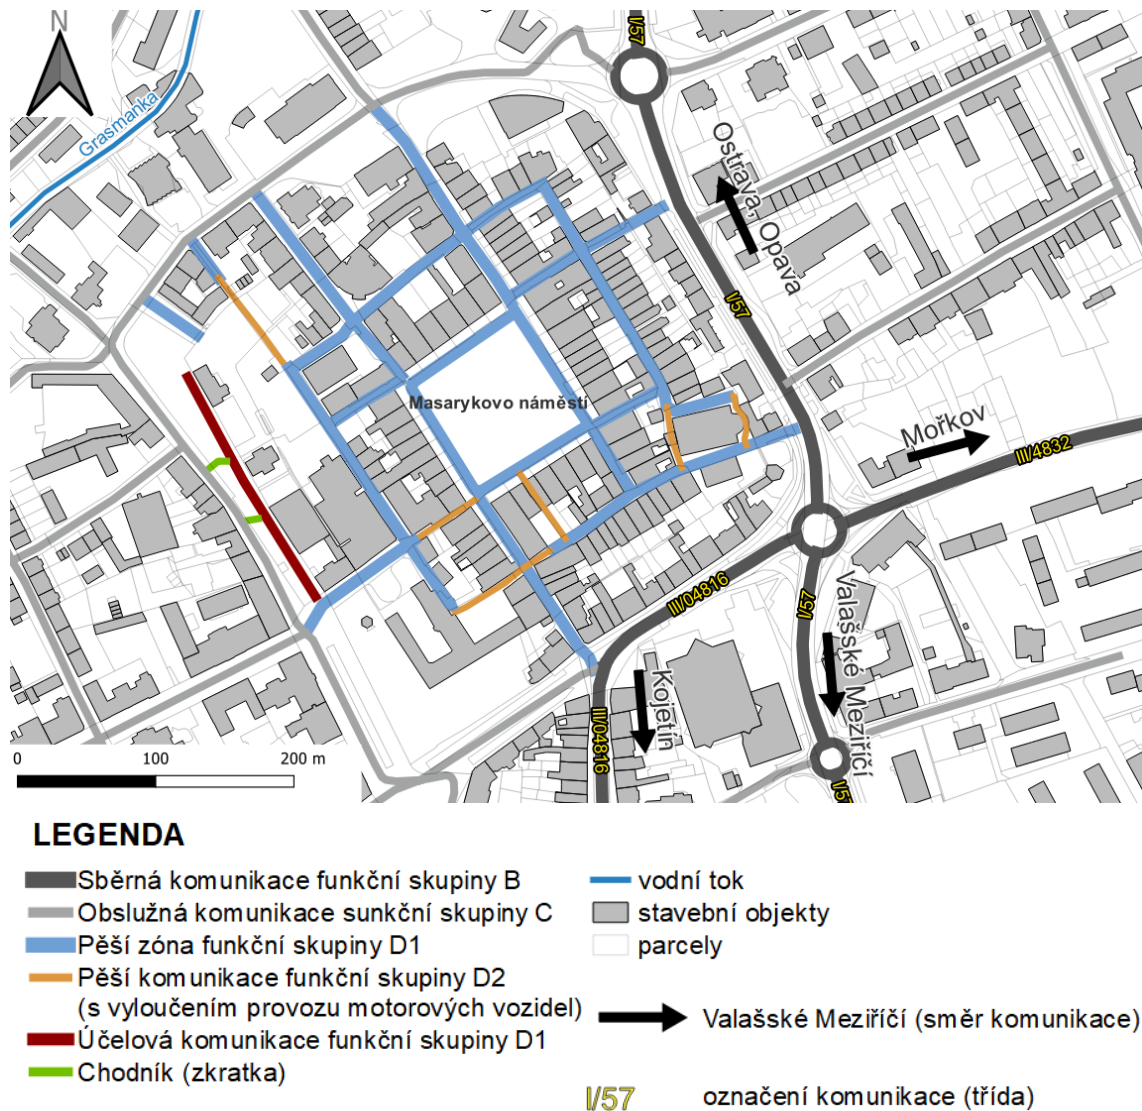 N
I/57
Grasmanka
Ostrava, Opava
I/57
Masarykovo náměstí
Mořkov
III/4832
III/04816
I/57
Valašské Meziříčí
Kojetín
III/04816
I/57
0 100 200 m
LEGENDA
Sběrná komunikace funkční skupiny B
Obslužná komunikace sunkční skupiny C
Pěší zóna funkční skupiny D1
Pěší komunikace funkční skupiny D2
(s vyloučením provozu motorových vozidel)
Účelová komunikace funkční skupiny D1
Chodník (zkratka)
vodní tok
stavební objekty
parcely
Valašské Meziříčí (směr komunikace)
I/57 označení komunikace (třída)